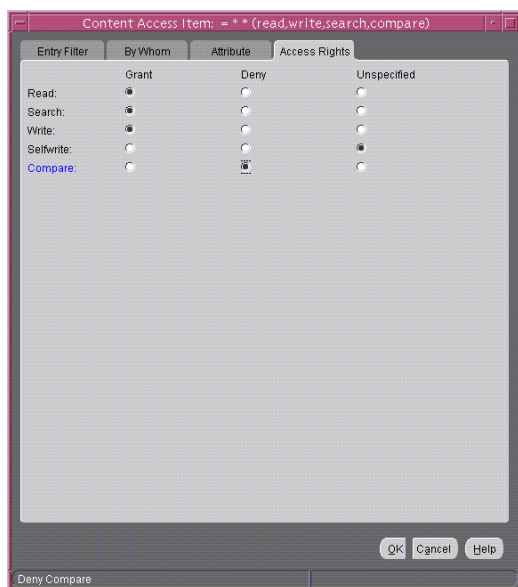 Content Access Item: = * * (read,write,search,compare)
Entry Filter By Whom Attribute Access Rights
Grant Deny Unspecified
Read:
Search:
Write:
Selfwrite:
Compare:
OK Cancel Help
Deny Compare